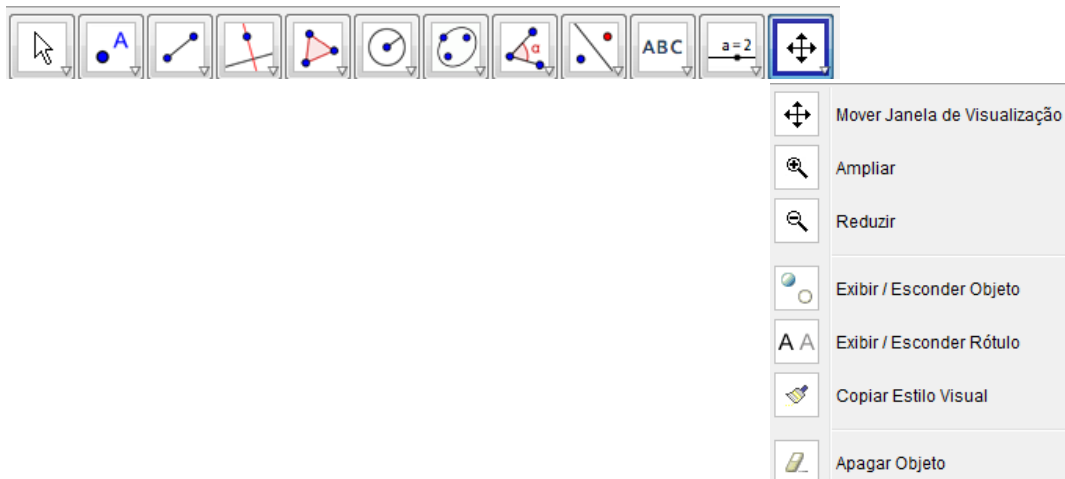 A
α
ABC
a=2
Mover Janela de Visualização
Ampliar
Reduzir
Exibir / Esconder Objeto
A A Exibir / Esconder Rótulo
Copiar Estilo Visual
Apagar Objeto